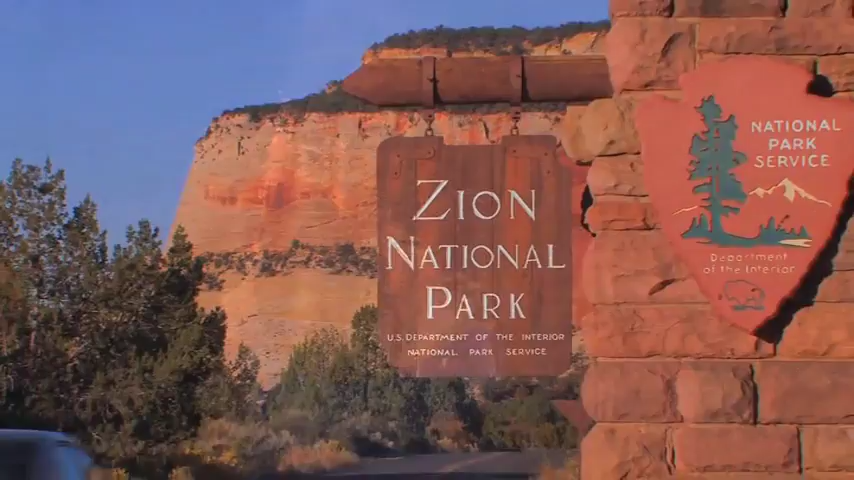 ZION
NATIONAL
PARK
U.S. DEPARTMENT OF THE INTERIOR
NATIONAL PARK SERVICE
NATIONAL
PARK
SERVICE
Department
of the Interior